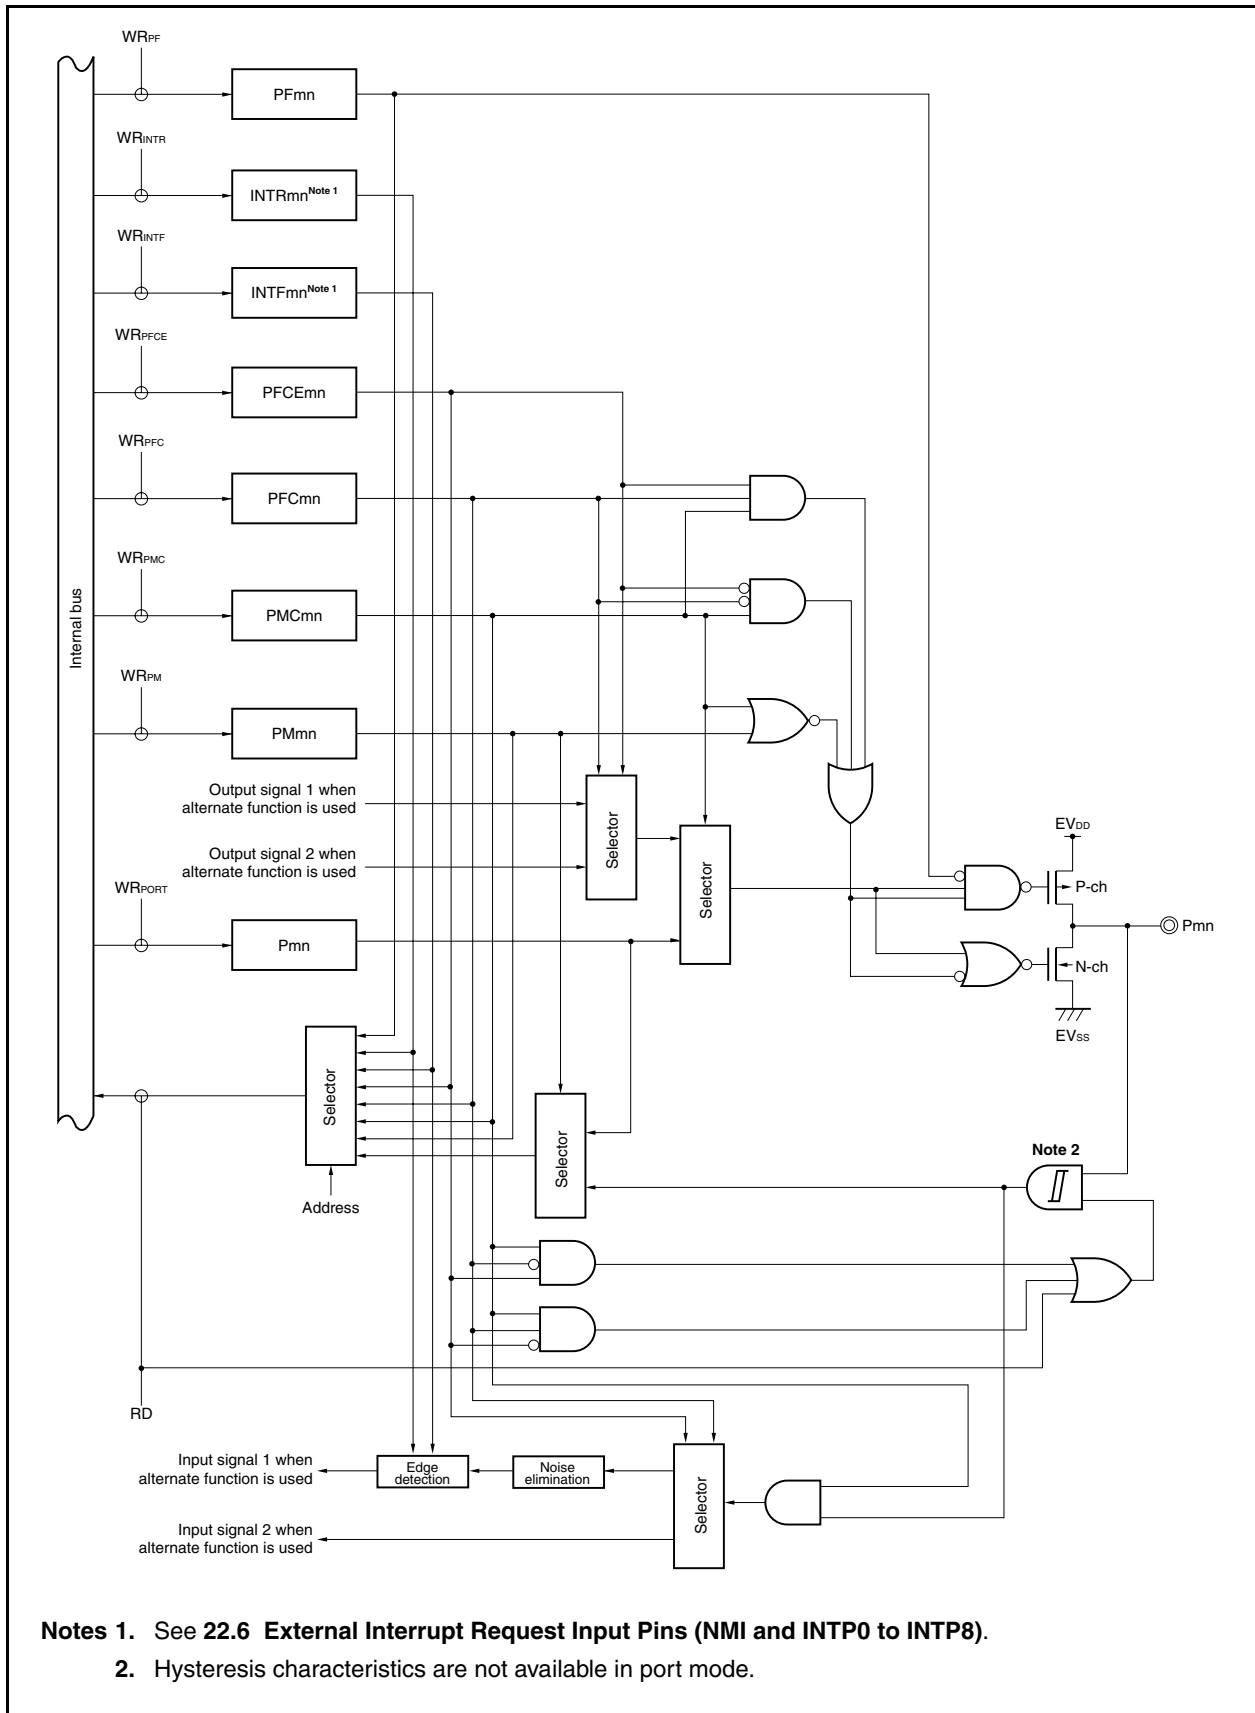 WRPF
PFmn
WRINTR
INTRmnNote 1
WRINTF
INTFmnNote 1
WRPFCE
PFCEmn
WRPFC
PFCmn
WRPMC
PMCmn
Internal bus
WRPM
PMmn
Output signal 1 when
alternate function is used
Selector
Output signal 2 when
alternate function is used
Selector
EVDD
P-ch
WRPORT
Pmn
Pmn
N-ch
EVSS
Selector
Selector
Note 2
Address
RD
Input signal 1 when
alternate function is used
Edge
detection
Noise
elimination
Selector
Input signal 2 when
alternate function is used
Notes 1. See 22.6 External Interrupt Request Input Pins (NMI and INTP0 to INTP8).
2. Hysteresis characteristics are not available in port mode.